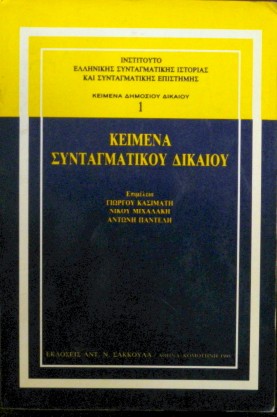 ΙΝΣΤΙΤΟΥΤΟ
ΕΛΛΗΝΙΚΗΣ ΣΥΝΤΑΓΜΑΤΙΚΗΣ ΙΣΤΟΡΙΑΣ
ΚΑΙ ΣΥΝΤΑΓΜΑΤΙΚΗΣ ΕΠΙΣΤΗΜΗΣ
ΚΕΙΜΕΝΑ ΔΗΜΟΣΙΟΥ ΔΙΚΑΙΟΥ
1
ΚΕΙΜΕΝΑ
ΣΥΝΤΑΓΜΑΤΙΚΟΥ ΔΙΚΑΙΟΥ
Επιμέλεια
ΓΙΩΡΓΟΥ ΚΑΣΙΜΑΤΗ
ΝΙΚΟΥ ΜΙΧΑΛΑΚΗ
ΑΝΤΩΝΗ ΠΑΝΤΕΛΗ
ΕΚΔΟΣΕΙΣ ΑΝΤ. Ν. ΣΑΚΚΟΥΛΑ /